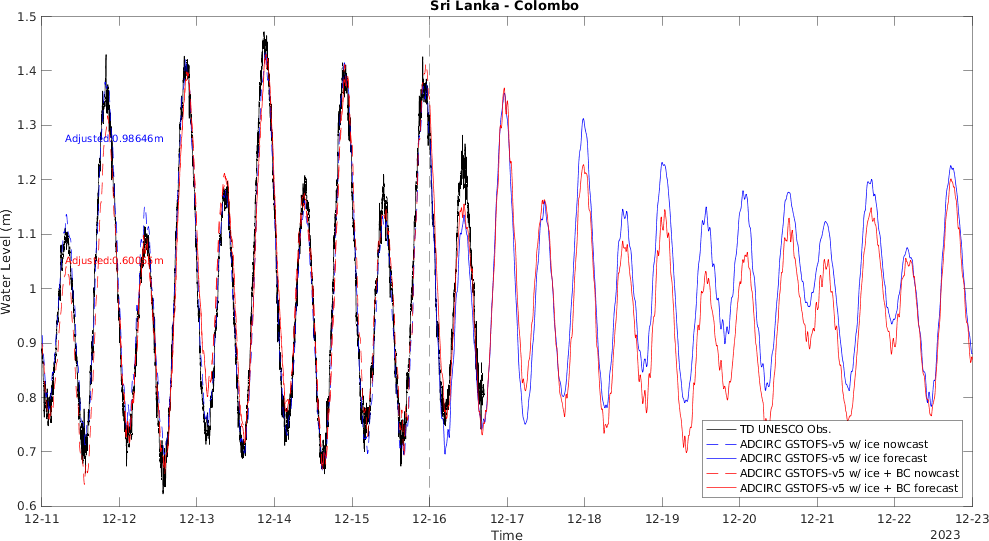 Sri Lanka - Colombo
Water Level (m)
1.5
1.4
1.3
1.2
1.1
1
0.9
0.8
0.7
0.6
Adjusted:0.98646m
Adjusted:0.60065m
TD UNESCO Obs.
ADCIRC GSTOFS-v5 w/ ice nowcast
ADCIRC GSTOFS-v5 w/ ice forecast
ADCIRC GSTOFS-v5 w/ ice + BC nowcast
ADCIRC GSTOFS-v5 w/ ice + BC forecast
12-11 12-12 12-13 12-14 12-15 12-16 12-17 12-18 12-19 12-20 12-21 12-22 12-23
Time
2023